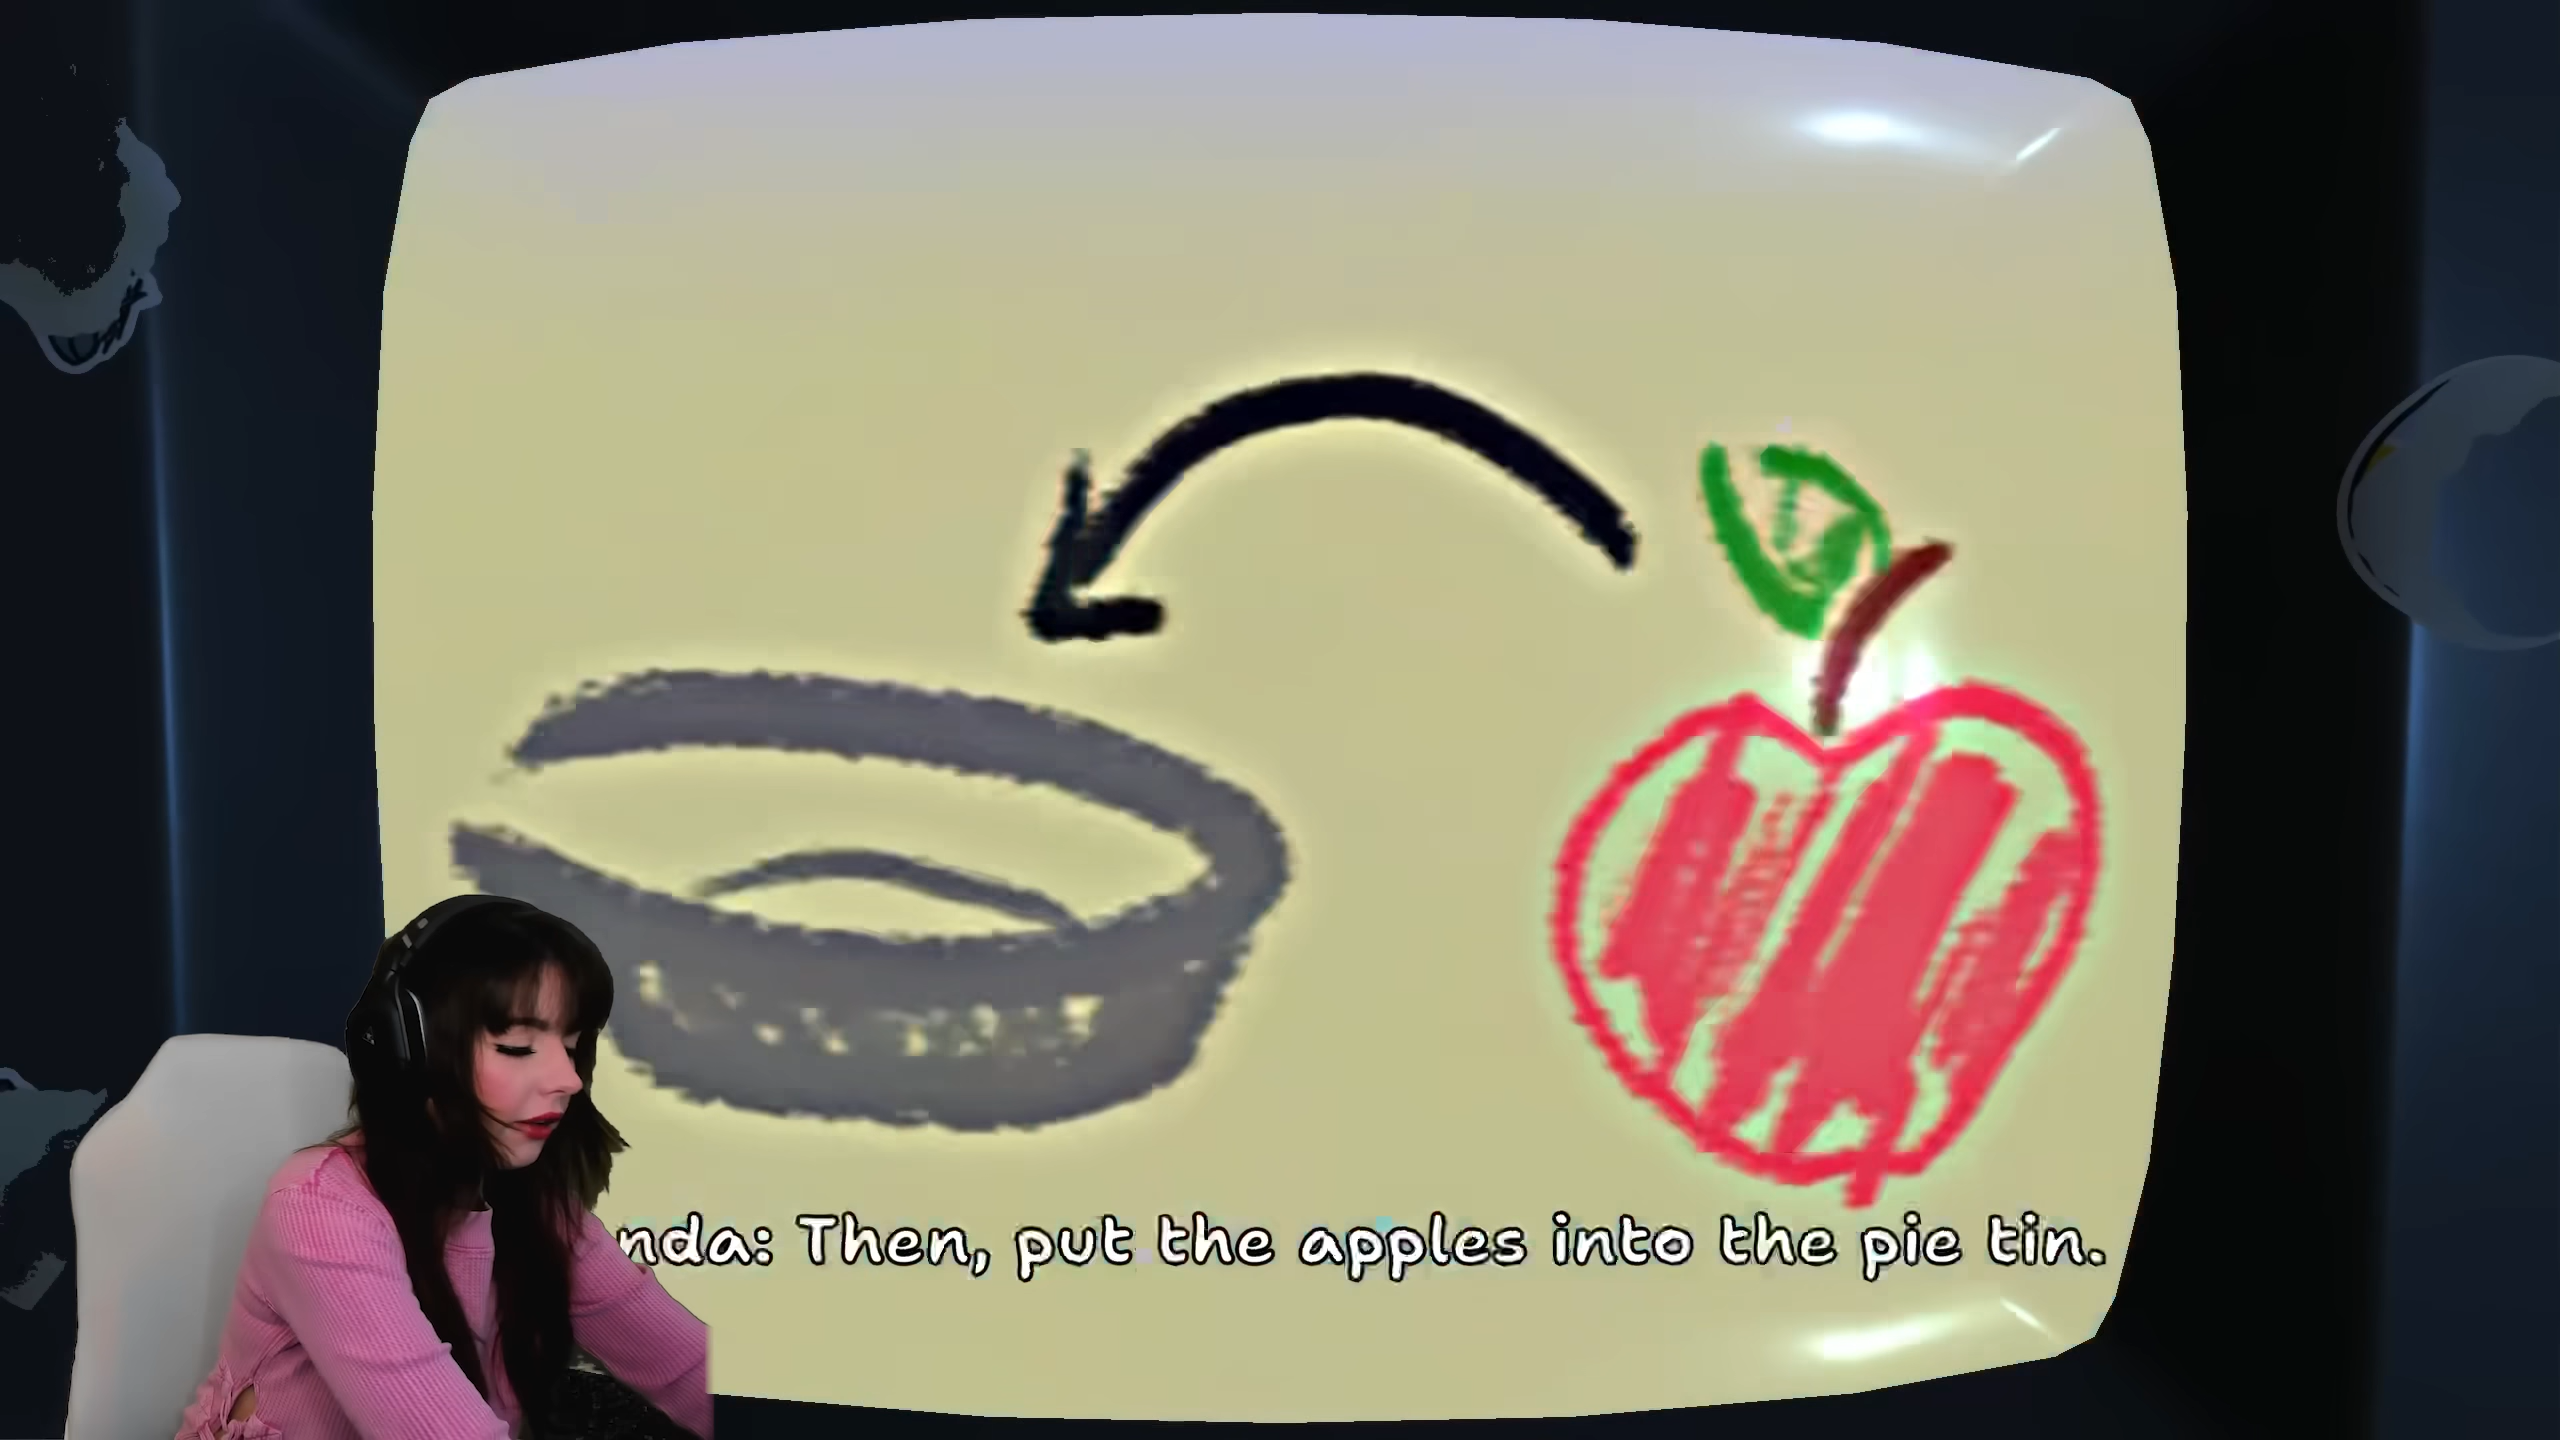 nda: Then, put the apples into the pie tin.